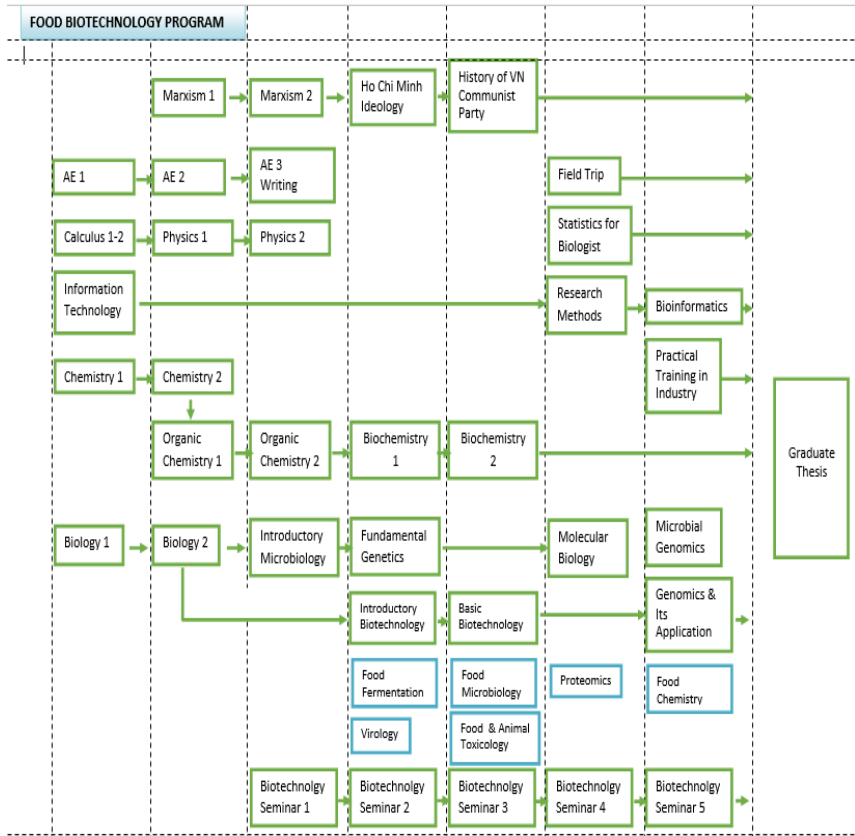 FOOD BIOTECHNOLOGY PROGRAM
Marxism 1
Marxism 2
Ho Chi Minh
Ideology
History of VN
Communist
Party
AE 1
AE 2
AE 3
Writing
Field Trip
Calculus 1-2
Physics 1
Physics 2
Statistics for
Biologist
Information
Technology
Research
Methods
Bioinformatics
Practical
Training in
Industry
Chemistry 1
Chemistry 2
Organic
Chemistry 1
Organic
Chemistry 2
Biochemistry
1
Biochemistry
2
Graduate
Thesis
Biology 1
Biology 2
Introductory
Microbiology
Fundamental
Genetics
Molecular
Biology
Microbial
Genomics
Introductory
Biotechnology
Basic
Biotechnology
Genomics &
Its
Application
Food
Fermentation
Food
Microbiology
Proteomics
Food
Chemistry
Virology
Food & Animal
Toxicology
Biotechnolgy
Seminar 1
Biotechnolgy
Seminar 2
Biotechnolgy
Seminar 3
Biotechnolgy
Seminar 4
Biotechnolgy
Seminar 5